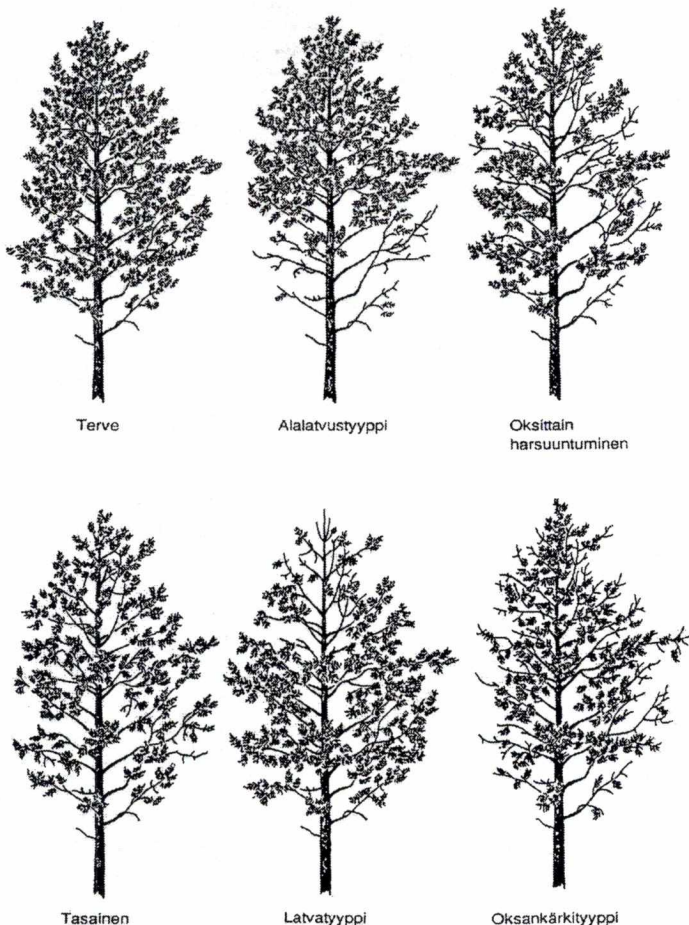 Terve
Alalatvustyyppi
Oksittain
harsuuntuminen
Tasainen
Latvatyyppi
Oksankärkityyppi